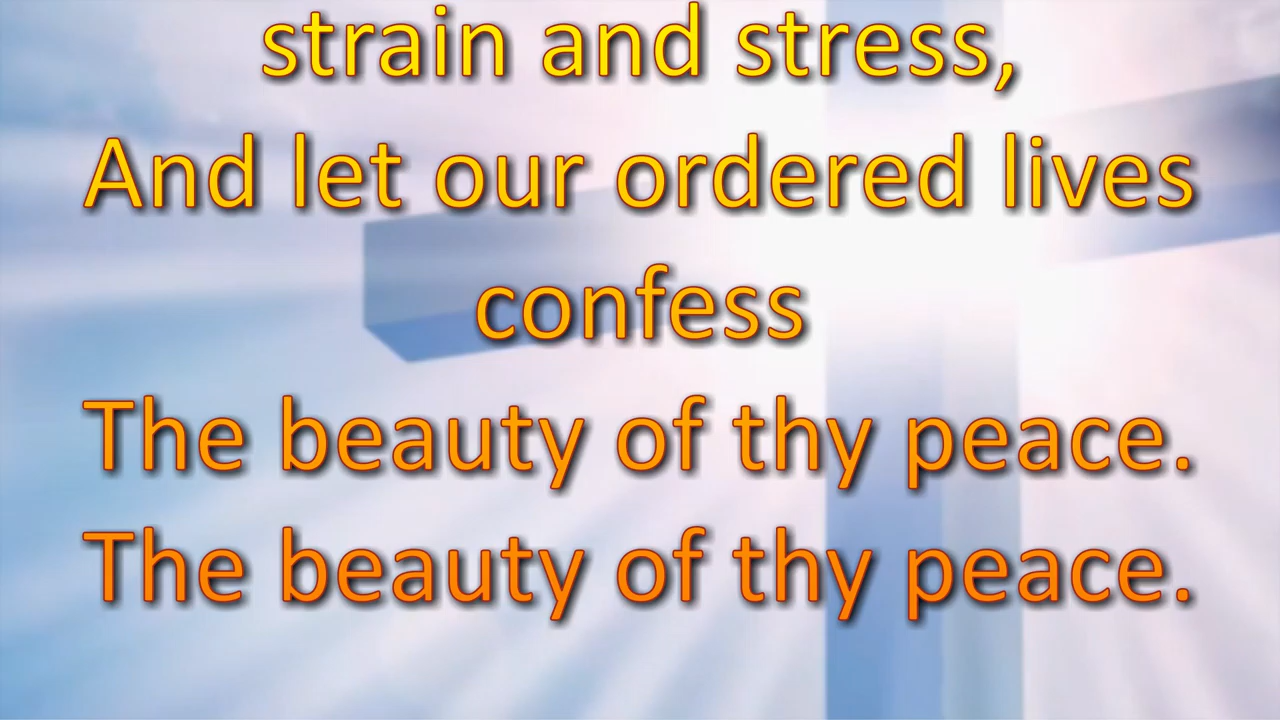 strain and stress,
And let our ordered lives
confess
The beauty of thy peace.
The beauty of thy peace.